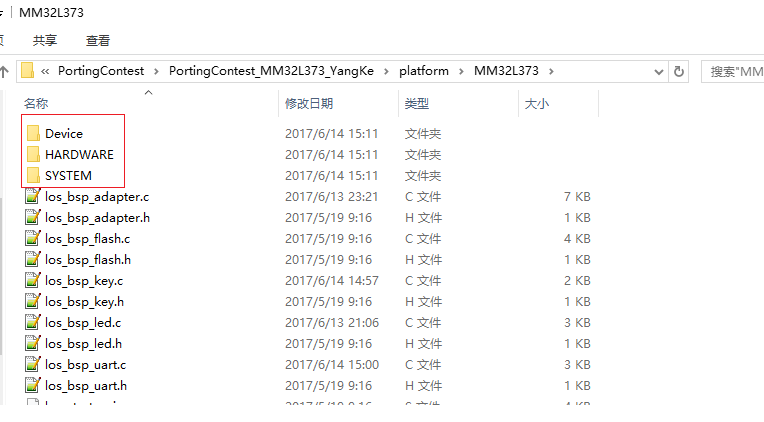 MM32L373
共享 查看
« PortingContest › PortingContest_MM32L373_YangKe › platform › MM32L373 › 搜索"MM
名称 修改日期 类型 大小
Device 2017/6/14 15:11 文件夹
HARDWARE 2017/6/14 15:11 文件夹
SYSTEM 2017/6/14 15:11 文件夹
los_bsp_adapter.c 2017/6/13 23:21 C 文件 7 KB
los_bsp_adapter.h 2017/5/19 9:16 H 文件 1 KB
los_bsp_flash.c 2017/5/19 9:16 C 文件 4 KB
los_bsp_flash.h 2017/5/19 9:16 H 文件 1 KB
los_bsp_key.c 2017/6/14 14:57 C 文件 2 KB
los_bsp_key.h 2017/5/19 9:16 H 文件 1 KB
los_bsp_led.c 2017/6/13 21:06 C 文件 3 KB
los_bsp_led.h 2017/5/19 9:16 H 文件 1 KB
los_bsp_uart.c 2017/6/14 15:00 C 文件 3 KB
los_bsp_uart.h 2017/5/19 9:16 H 文件 1 KB